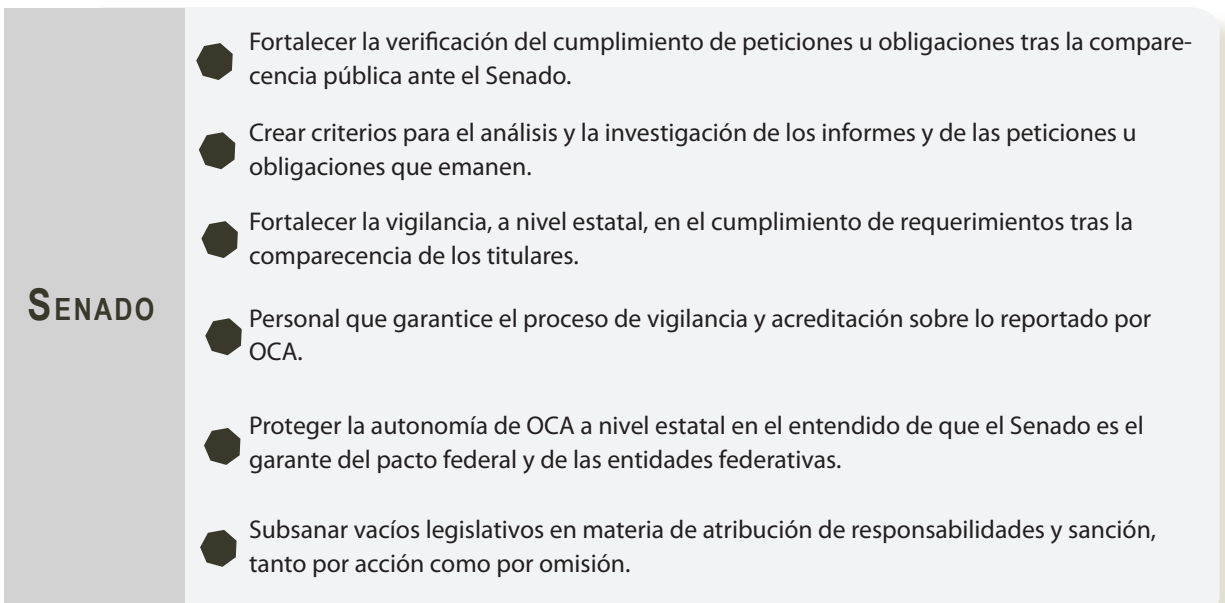 SENADO
Fortalecer la verificación del cumplimiento de peticiones u obligaciones tras la compare-
cencia pública ante el Senado.
Crear criterios para el análisis y la investigación de los informes y de las peticiones u
obligaciones que emanen.
Fortalecer la vigilancia, a nivel estatal, en el cumplimiento de requerimientos tras la
comparecencia de los titulares.
Personal que garantice el proceso de vigilancia y acreditación sobre lo reportado por
OCA.
Proteger la autonomía de OCA a nivel estatal en el entendido de que el Senado es el
garante del pacto federal y de las entidades federativas.
Subsanar vacíos legislativos en materia de atribución de responsabilidades y sanción,
tanto por acción como por omisión.